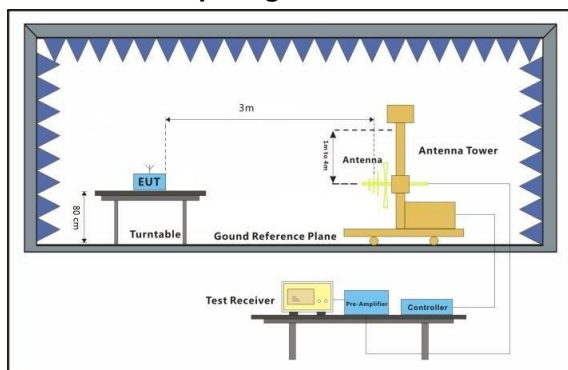 3m
1m to 4m
Antenna
Antenna Tower
EUT
80 cm
Turntable
Gound Reference Plane
Test Receiver
Pre-Amplifier
Controller